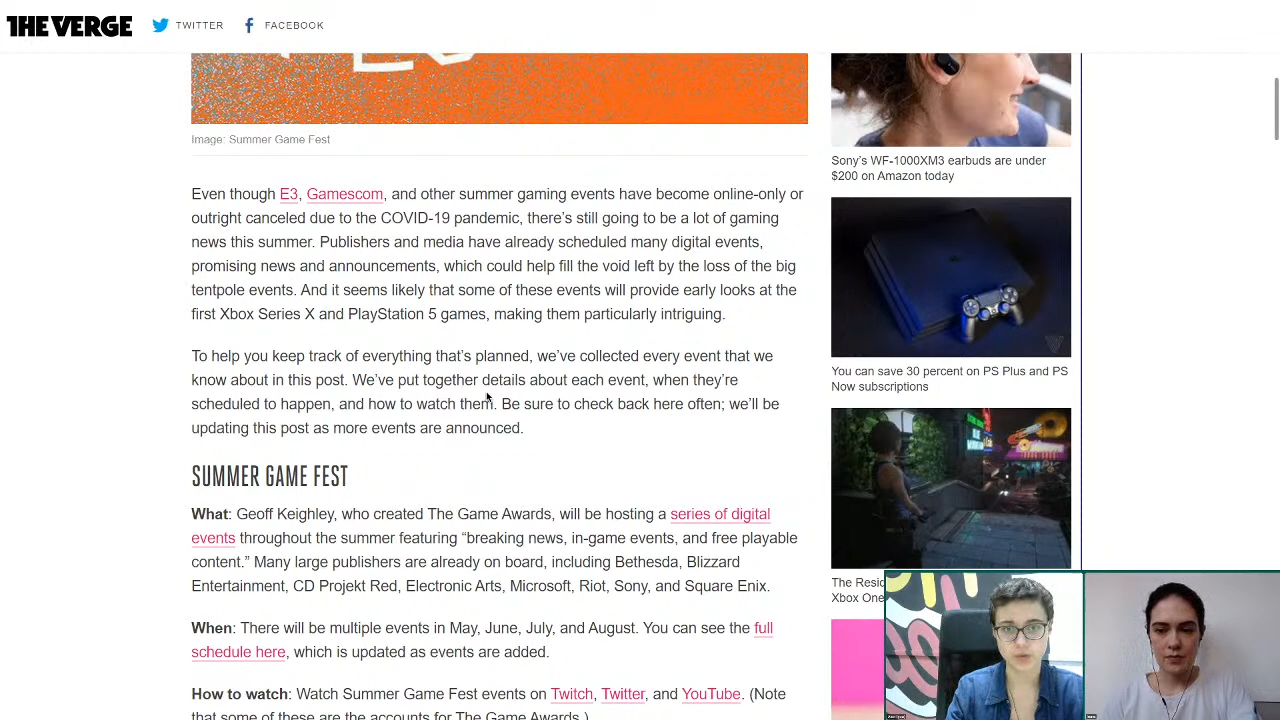 THE VERGE
TWITTER
FACEBOOK
Image: Summer Game Fest
Even though E3, Gamescom, and other summer gaming events have become online-only or
outright canceled due to the COVID-19 pandemic, there's still going to be a lot of gaming
news this summer. Publishers and media have already scheduled many digital events,
promising news and announcements, which could help fill the void left by the loss of the big
tentpole events. And it seems likely that some of these events will provide early looks at the
first Xbox Series X and PlayStation 5 games, making them particularly intriguing.
To help you keep track of everything that's planned, we've collected every event that we
know about in this post. We've put together details about each event, when they're
scheduled to happen, and how to watch them. Be sure to check back here often; we'll be
updating this post as more events are announced.
SUMMER GAME FEST
What: Geoff Keighley, who created The Game Awards, will be hosting a series of digital
events throughout the summer featuring “breaking news, in-game events, and free playable
content.” Many large publishers are already on board, including Bethesda, Blizzard
Entertainment, CD Projekt Red, Electronic Arts, Microsoft, Riot, Sony, and Square Enix.
When: There will be multiple events in May, June, July, and August. You can see the full
schedule here, which is updated as events are added.
How to watch: Watch Summer Game Fest events on Twitch, Twitter, and YouTube. (Note
that some of these are the accounts for The Game Awards.)
Sony's WF-1000XM3 earbuds are under
$200 on Amazon today
You can save 30 percent on PS Plus and PS
Now subscriptions
The Resi
Xbox One